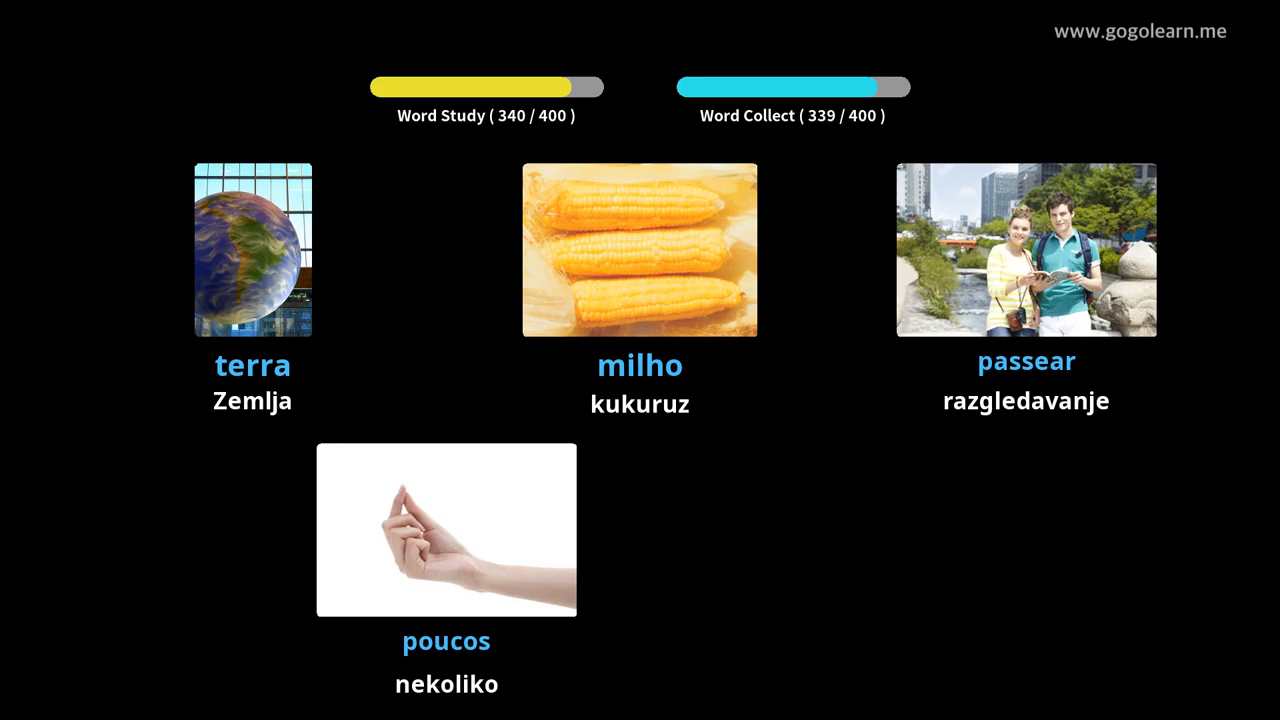 www.gogolearn.me
Word Study ( 340 / 400 )
Word Collect ( 339 / 400 )
terra
Zemlja
milho
kukuruz
passear
razgledavanje
poucos
nekoliko